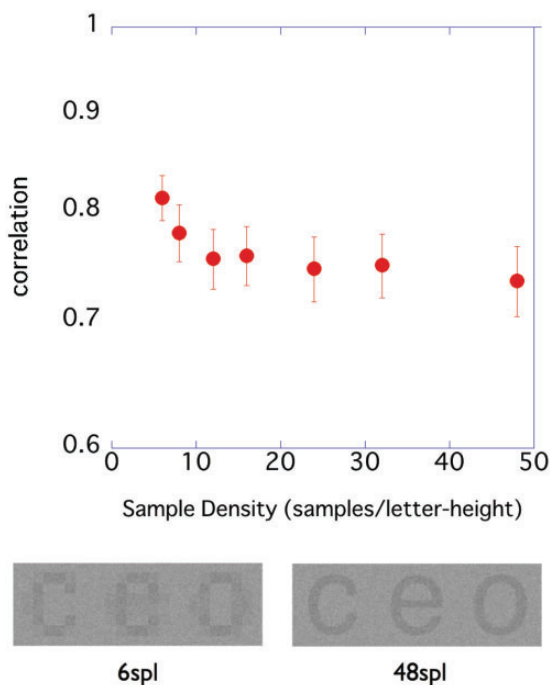 1
0.9
0.8
0.7
0.6
correlation
0 10 20 30 40 50
Sample Density (samples/letter-height)
c e o c e o
6spl 48spl